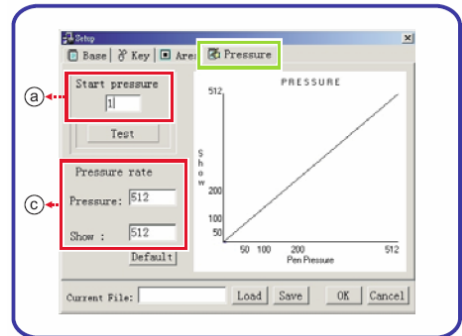 Setup
Base Key Area Pressure
a
Start pressure
1
Test
c
Pressure rate
Pressure: 512
Show : 512
Default
PRESSURE
512
Show
200
100
50
50 100 200 512
Pen Pressure
Current File: Load Save OK Cancel